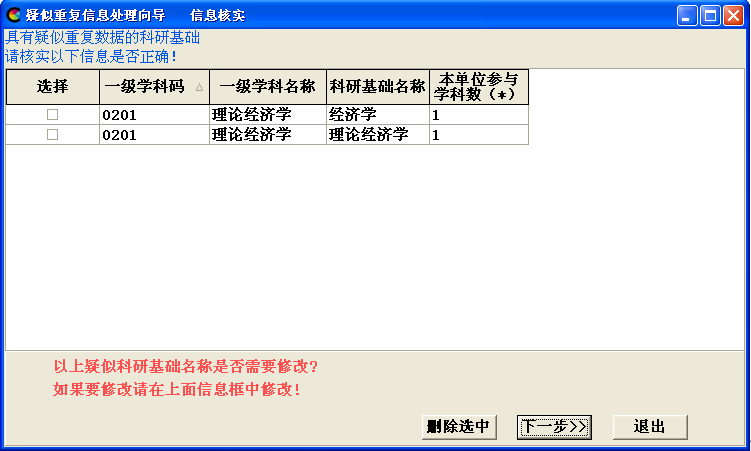 疑似重复信息处理向导 信息核实
具有疑似重复数据的科研基础
请核实以下信息是否正确!
选择 一级学科码 一级学科名称 科研基础名称 本单位参与学科数（*）
0201 理论经济学 经济学 1
0201 理论经济学 理论经济学 1
以上疑似科研基础名称是否需要修改?
如果要修改请在上面信息框中修改!
删除选中 下一步>> 退出